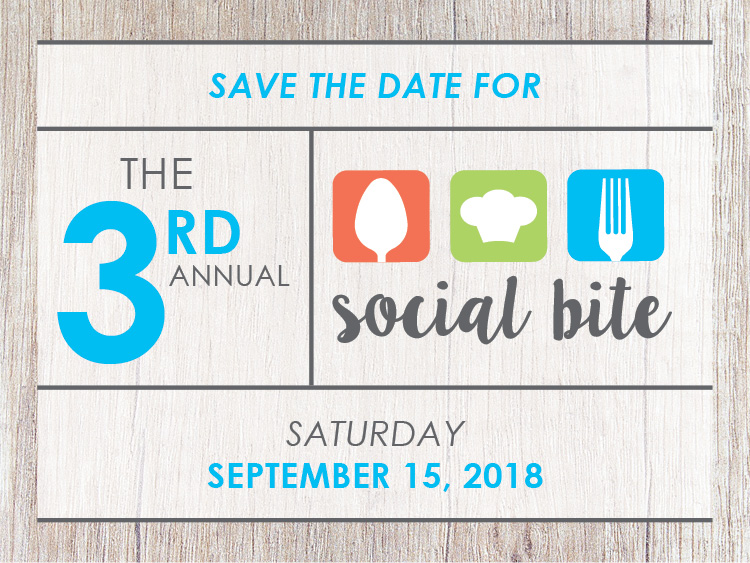 SAVE THE DATE FOR
THE
3RD
ANNUAL
social bite
SATURDAY
SEPTEMBER 15, 2018